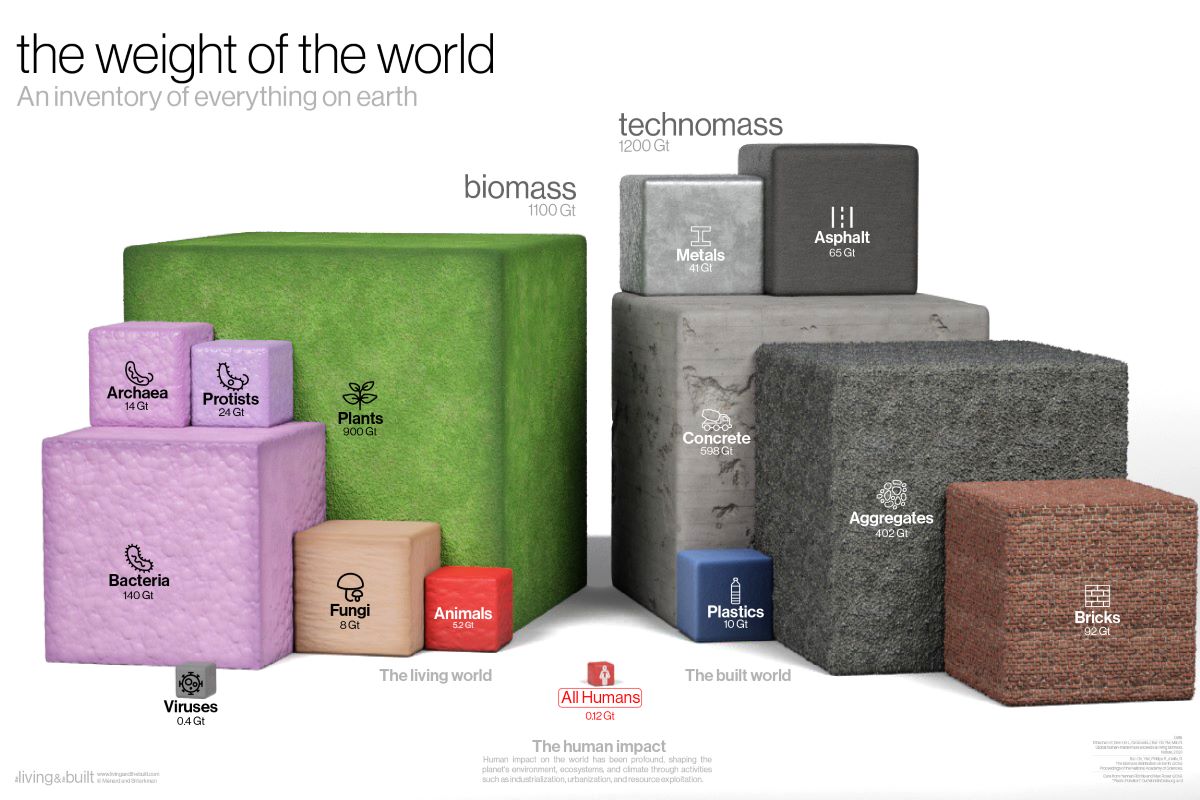 the weight of the world
An inventory of everything on earth
technomass
1200 Gt
biomass
1100 Gt
Metals
41 Gt
Asphalt
65 Gt
Archaea
14 Gt
Protists
24 Gt
Plants
900 Gt
Concrete
598 Gt
Aggregates
402 Gt
Bacteria
140 Gt
Fungi
8 Gt
Animals
5.2 Gt
Plastics
10 Gt
Bricks
92 Gt
The living world
All Humans
0.12 Gt
The built world
Viruses
0.4 Gt
The human impact
Human impact on the world has been profound, shaping the
planet's environment, ecosystems, and climate through activities
such as industrialization, urbanization, and resource exploitation.
living& built